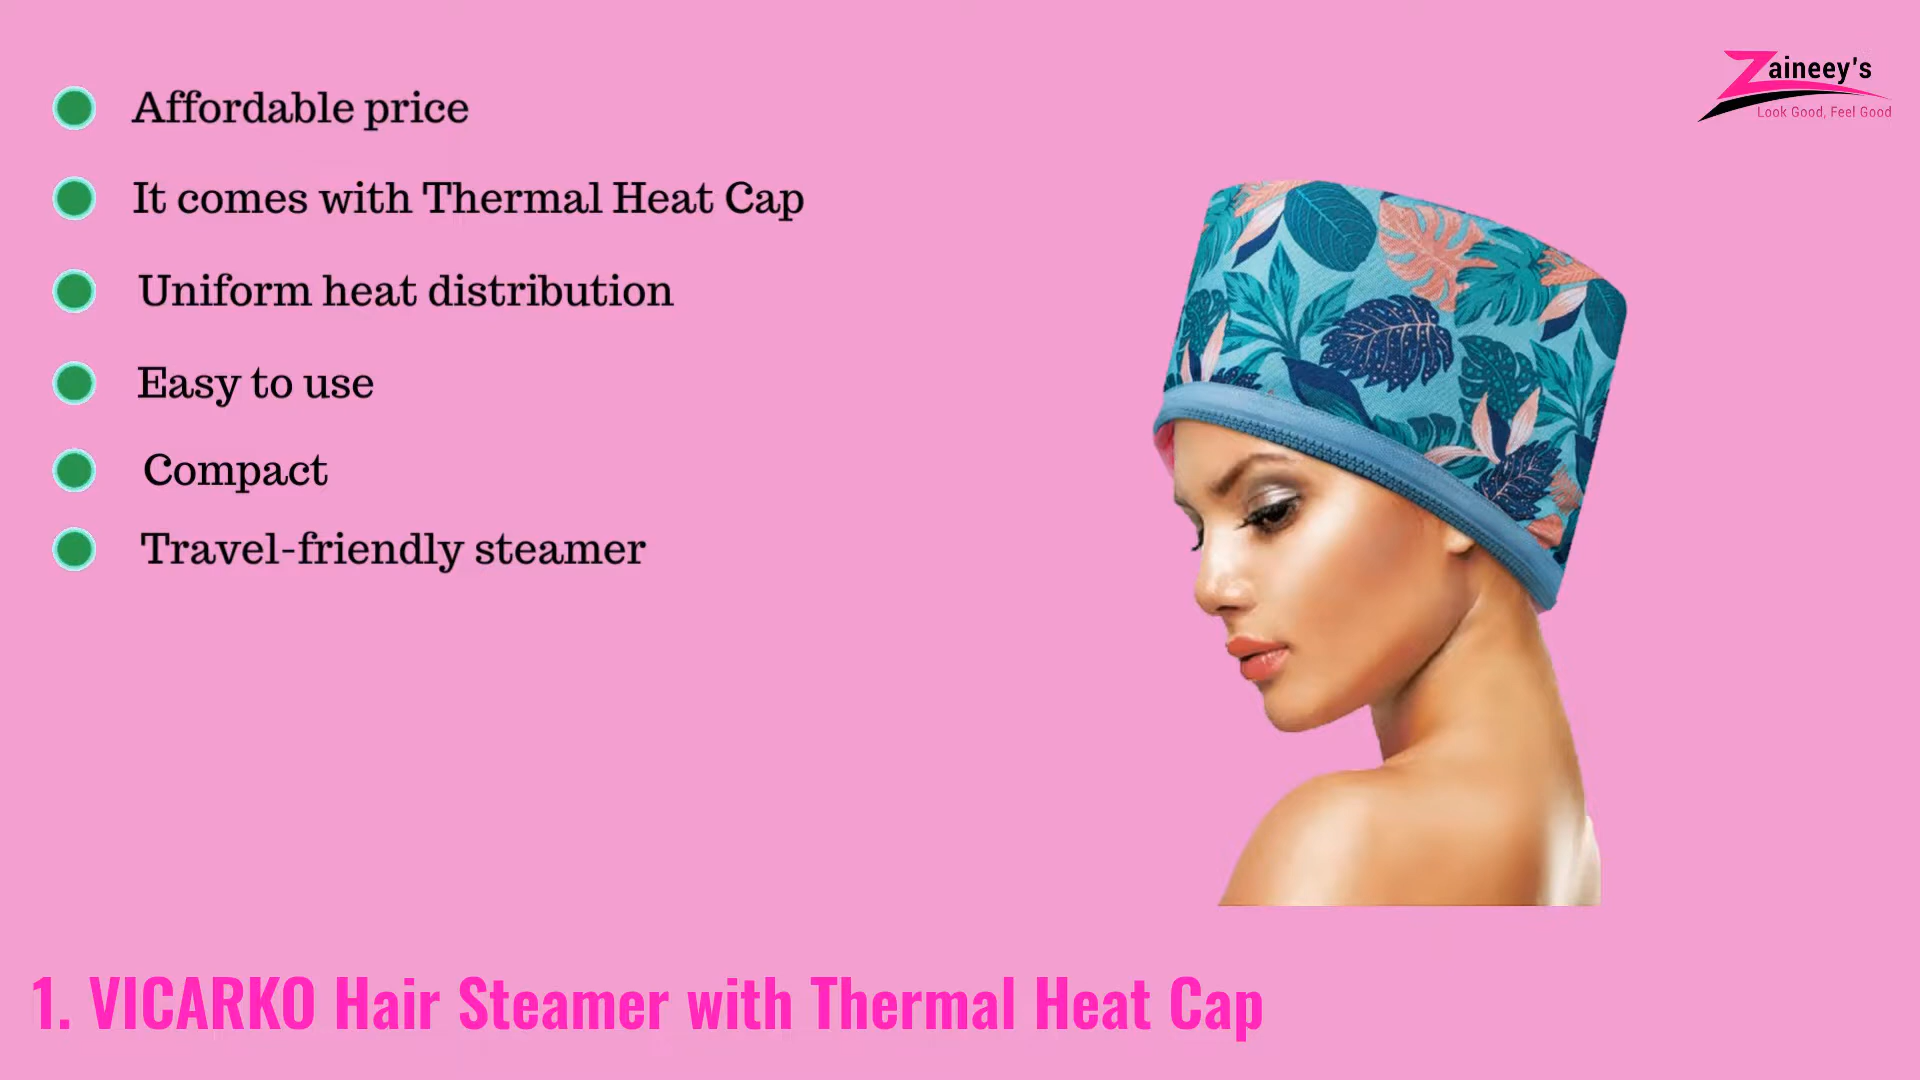 Zaineey's
Look Good, Feel Good
Affordable price
It comes with Thermal Heat Cap
Uniform heat distribution
Easy to use
Compact
Travel-friendly steamer
1. VICARKO Hair Steamer with Thermal Heat Cap